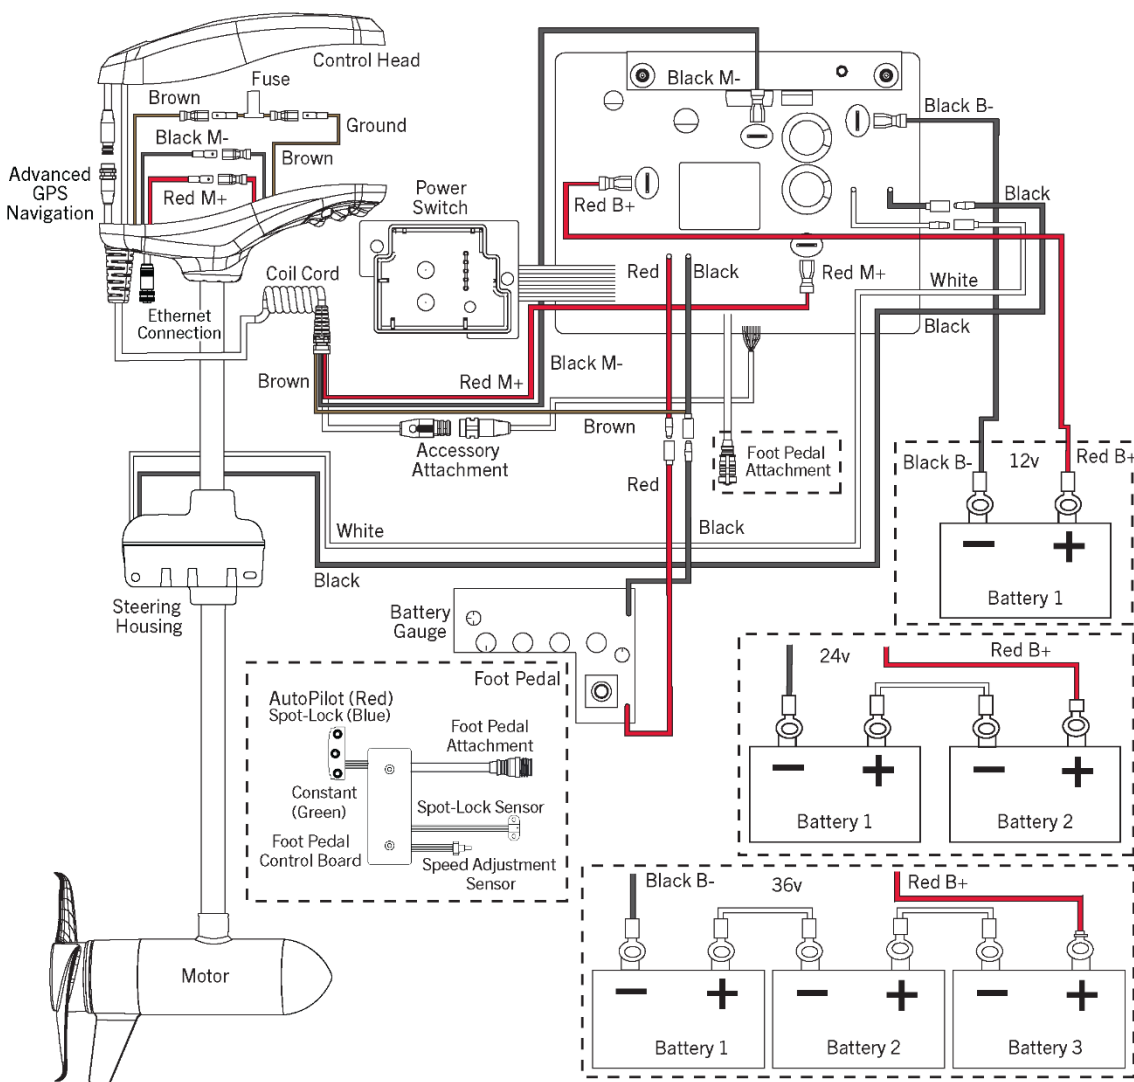 Control Head
Fuse
Brown
Ground
Black M-
Brown
Advanced
GPS
Navigation
Red M+
Ethernet
Connection
Coil Cord
Power
Switch
Black M-
Black B-
Red B+
Black
Red
Black
Red M+
White
Black
Black M-
Brown
Red M+
Brown
Accessory
Attachment
Foot Pedal
Attachment
Red
Black
White
Black
Steering
Housing
Battery
Gauge
Foot Pedal
Black B-
12v
Red B+
Battery 1
24v
Red B+
Battery 1
Battery 2
AutoPilot (Red)
Spot-Lock (Blue)
Foot Pedal
Attachment
Constant
(Green)
Spot-Lock Sensor
Foot Pedal
Control Board
Speed Adjustment
Sensor
Black B-
36v
Red B+
Battery 1
Battery 2
Battery 3
Motor